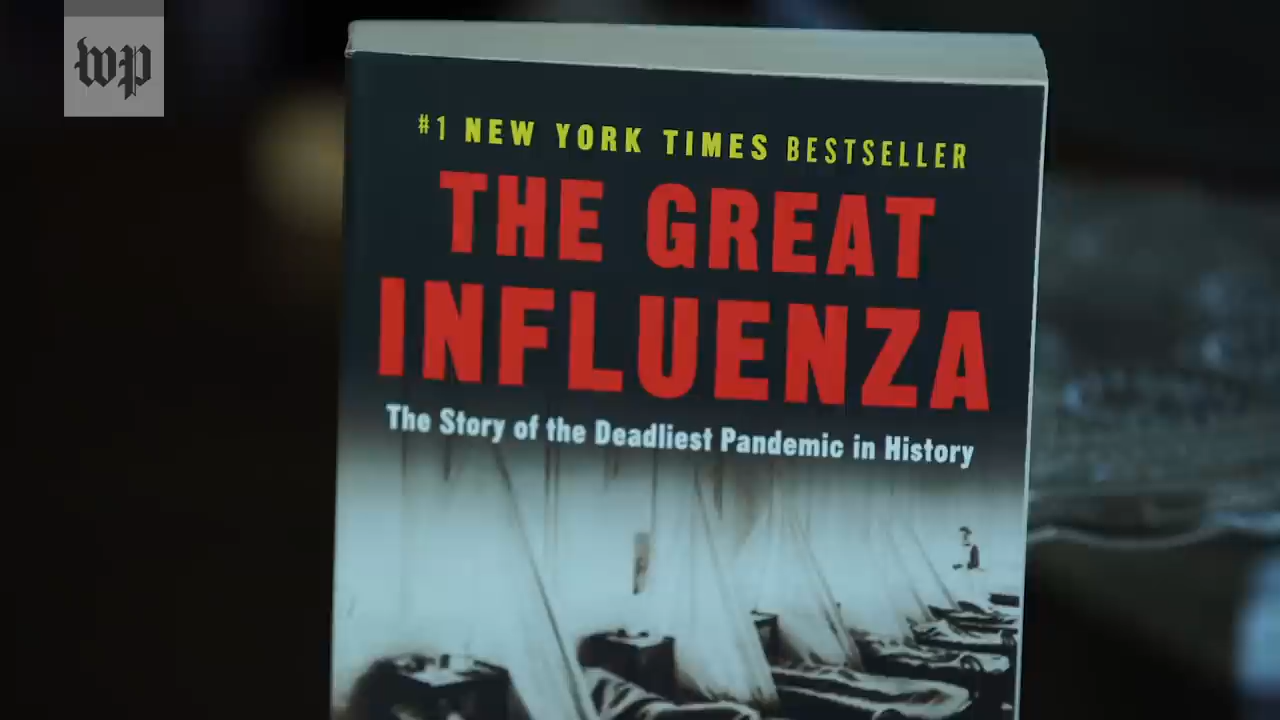 wp
#1 NEW YORK TIMES BESTSELLER
THE GREAT
INFLUENZA
The Story of the Deadliest Pandemic in History